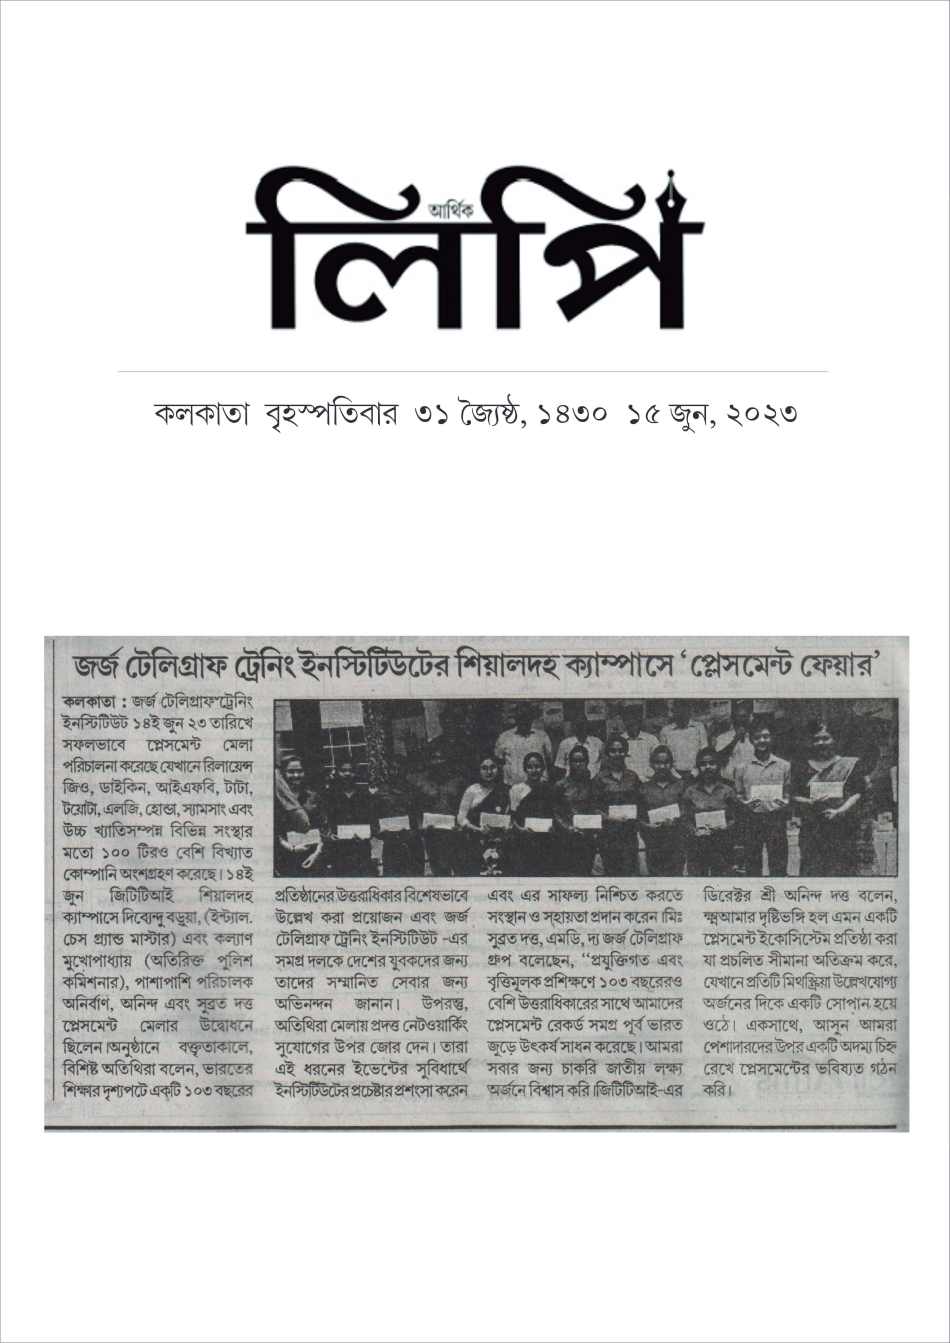 আর্থিক
লিপি
কলকাতা বৃহস্পতিবার ৩১ জ্যৈষ্ঠ, ১৪৩০ ১৫ জুন, ২০২৩
জর্জ টেলিগ্রাফ ট্রেনিং ইনস্টিটিউটের শিয়ালদহ ক্যাম্পাসে ‘প্লেসমেন্ট ফেয়ার’
কলকাতা : জর্জ টেলিগ্রাফ ট্রেনিং
ইনস্টিটিউট ১৪ই জুন ২৩ তারিখে
সফলভাবে প্লেসমেন্ট মেলা
পরিচালনা করেছে যেখানে রিলায়েন্স
জিও, ডাইকিন, আইএফবি, টাটা,
টয়োটা, এলজি, হোন্ডা, স্যামসাং এবং
উচ্চ খ্যাতিসম্পন্ন বিভিন্ন সংস্থার
মতো ১০০ টিরও বেশি বিখ্যাত
কোম্পানি অংশগ্রহণ করেছে। ১৪ই
জুন জিটিটিআই শিয়ালদহ
ক্যাম্পাসে দিব্যেন্দু বড়ুয়া, (ইন্ট্যাল.
চেস গ্র্যান্ড মাস্টার) এবং কল্যাণ
মুখোপাধ্যায় (অতিরিক্ত পুলিশ
কমিশনার), পাশাপাশি পরিচালক
অনির্বাণ, অনিন্দ এবং সুব্রত দত্ত
প্লেসমেন্ট মেলার উদ্বোধনে
ছিলেন।অনুষ্ঠানে বক্তৃতাকালে,
বিশিষ্ট অতিথিরা বলেন, ভারতের
শিক্ষার দৃশ্যপটে একটি ১০৩ বছরের
প্রতিষ্ঠানের উত্তরাধিকার বিশেষভাবে
উল্লেখ করা প্রয়োজন এবং জর্জ
টেলিগ্রাফ ট্রেনিং ইনস্টিটিউট -এর
সমগ্র দলকে দেশের যুবকদের জন্য
তাদের সম্মানিত সেবার জন্য
অভিনন্দন জানান। উপরন্তু,
অতিথিরা মেলায় প্রদত্ত নেটওয়ার্কিং
সুযোগের উপর জোর দেন। তারা
এই ধরনের ইভেন্টের সুবিধার্থে
ইনস্টিটিউটের প্রচেষ্টার প্রশংসা করেন
এবং এর সাফল্য নিশ্চিত করতে
সংস্থান ও সহায়তা প্রদান করেন।মিঃ
সুব্রত দত্ত, এমডি, দ্য জর্জ টেলিগ্রাফ
গ্রুপ বলেছেন, “প্রযুক্তিগত এবং
বৃত্তিমূলক প্রশিক্ষণে ১০৩ বছরেরও
বেশি উত্তরাধিকারের সাথে আমাদের
প্লেসমেন্ট রেকর্ড সমগ্র পূর্ব ভারত
জুড়ে উৎকর্ষ সাধন করেছে। আমরা
সবার জন্য চাকরি জাতীয় লক্ষ্য
অর্জনে বিশ্বাস করি।জিটিটিআই-এর
ডিরেক্টর শ্রী অনিন্দ দত্ত বলেন,
আমার দৃষ্টিভঙ্গি হল এমন একটি
প্লেসমেন্ট ইকোসিস্টেম প্রতিষ্ঠা করা
যা প্রচলিত সীমানা অতিক্রম করে,
যেখানে প্রতিটি মিথস্ক্রিয়া উল্লেখযোগ্য
অর্জনের দিকে একটি সোপান হয়ে
ওঠে। একসাথে, আসুন আমরা
পেশাদারদের উপর একটি অদম্য চিহ্ন
রেখে প্লেসমেন্টের ভবিষ্যত গঠন
করি।